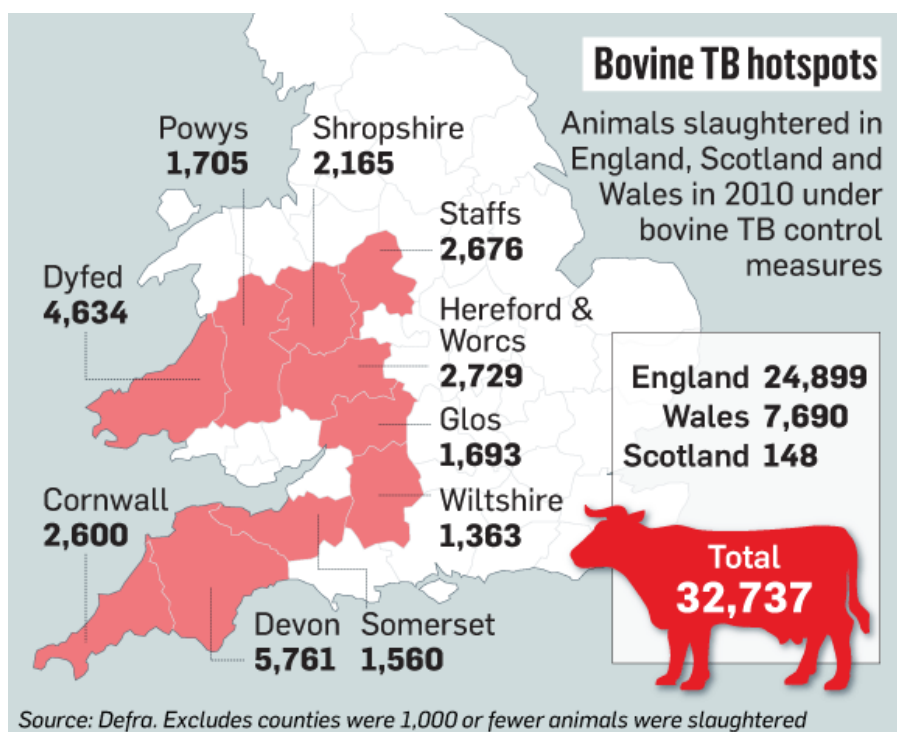 Bovine TB hotspots
Animals slaughtered in
England, Scotland and
Wales in 2010 under
bovine TB control
measures
Powys
1,705
Shropshire
2,165
Staffs
2,676
Dyfed
4,634
Hereford &
Worcs
2,729
Glos
1,693
Cornwall
2,600
Wiltshire
1,363
Devon
5,761
Somerset
1,560
England 24,899
Wales 7,690
Scotland 148
Total
32,737
Source: Defra. Excludes counties were 1,000 or fewer animals were slaughtered